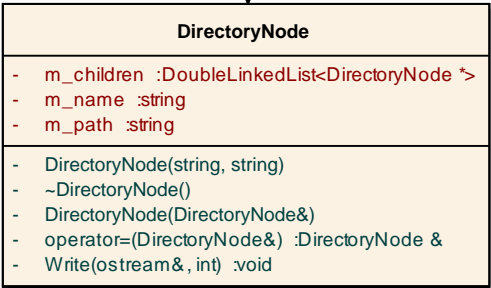 DirectoryNode
- m_children :DoubleLinkedList<DirectoryNode *>
- m_name :string
- m_path :string
- DirectoryNode(string, string)
- ~DirectoryNode()
- DirectoryNode(DirectoryNode&)
- operator=(DirectoryNode&) :DirectoryNode &
- Write(ostream&, int) :void